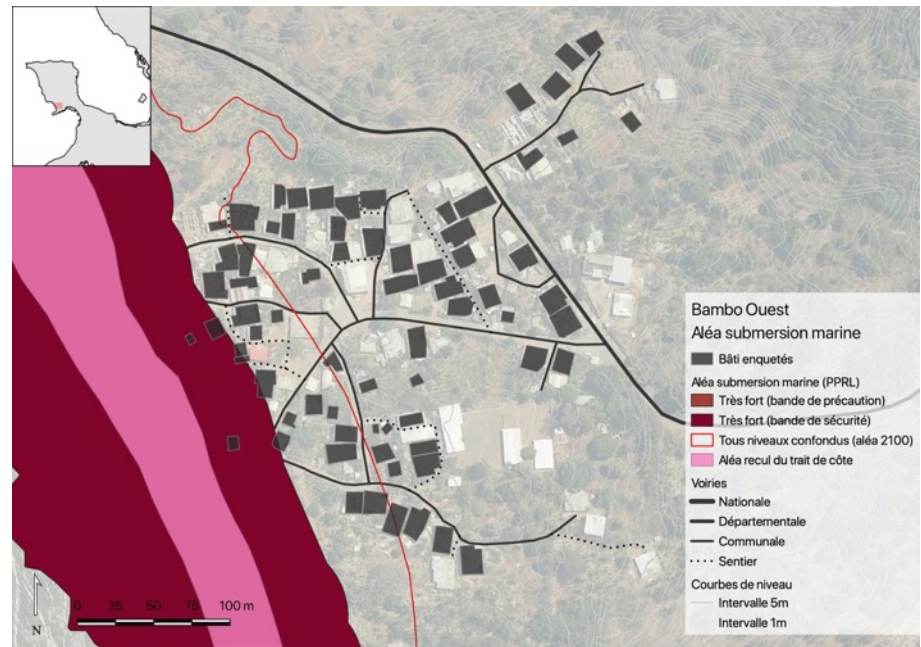 Bambo Ouest
Aléa submersion marine
Bâti enquetés
Aléa submersion marine (PPRL)
Très fort (bande de précaution)
Très fort (bande de sécurité)
Tous niveaux confondus (aléa 2100)
Aléa recul du trait de côte
Voiries
Nationale
Départementale
Communale
Sentier
Courbes de niveau
Intervalle 5m
Intervalle 1m
0 25 50 75 100 m
N